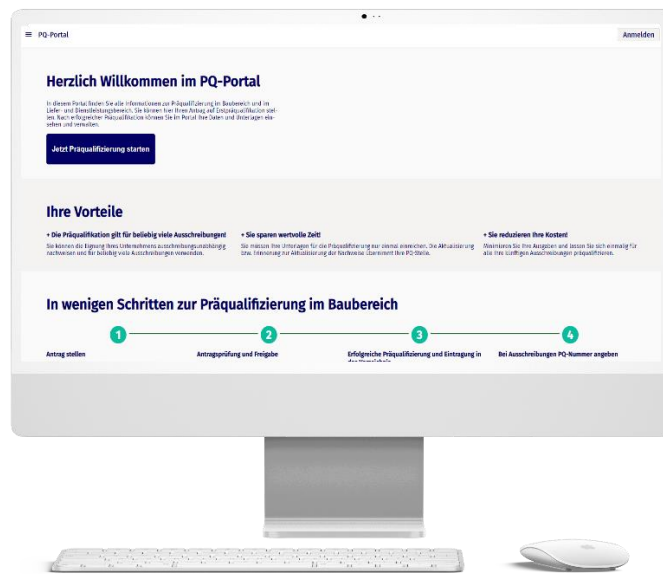 PQ-Portal
Anmelden
Herzlich Willkommen im PQ-Portal
In diesem Portal finden Sie alle Informationen zur Präqualifizierung im Baubereich und im
Liefer- und Dienstleistungsbereich. Sie können hier Ihren Antrag auf Erstpräqualifikation stel-
len. Nach erfolgreicher Präqualifikation können Sie im Portal Ihre Daten und Unterlagen ein-
sehen und verwalten.
Jetzt Präqualifizierung starten
Ihre Vorteile
+ Die Präqualifikation gilt für beliebig viele Ausschreibungen!
Sie können die Eignung Ihres Unternehmens ausschreibungsunabhängig
nachweisen und für beliebig viele Ausschreibungen verwenden.
+ Sie sparen wertvolle Zeit!
Sie müssen Ihre Unterlagen für die Präqualifizierung nur einmal einreichen. Die Aktualisierung
bzw. Erinnerung zur Aktualisierung der Nachweise übernimmt Ihre PQ-Stelle.
+ Sie reduzieren Ihre Kosten!
Minimieren Sie Ihre Ausgaben und lassen Sie sich einmalig für
alle Ihre künftigen Ausschreibungen präqualifizieren.
In wenigen Schritten zur Präqualifizierung im Baubereich
1
2
3
4
Antrag stellen
Antragsprüfung und Freigabe
Erfolgreiche Präqualifizierung und Eintragung in
das Verzeichnis
Bei Ausschreibungen PQ-Nummer angeben